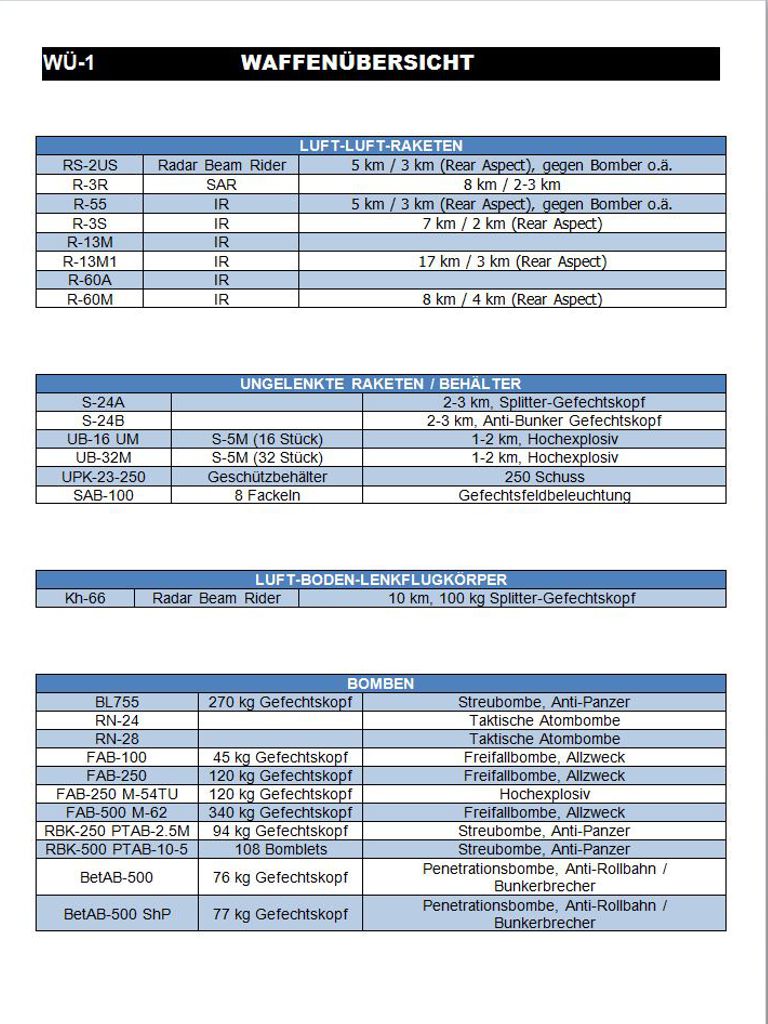 WÜ-1 WAFFENÜBERSICHT
LUFT-LUFT-RAKETEN
RS-2US Radar Beam Rider 5 km / 3 km (Rear Aspect), gegen Bomber o.ä.
R-3R SAR 8 km / 2-3 km
R-55 IR 5 km / 3 km (Rear Aspect), gegen Bomber o.ä.
R-3S IR 7 km / 2 km (Rear Aspect)
R-13M IR
R-13M1 IR 17 km / 3 km (Rear Aspect)
R-60A IR
R-60M IR 8 km / 4 km (Rear Aspect)
UNGELENKTE RAKETEN / BEHÄLTER
S-24A 2-3 km, Splitter-Gefechtskopf
S-24B 2-3 km, Anti-Bunker Gefechtskopf
UB-16 UM S-5M (16 Stück) 1-2 km, Hochexplosiv
UB-32M S-5M (32 Stück) 1-2 km, Hochexplosiv
UPK-23-250 Geschützbehälter 250 Schuss
SAB-100 8 Fackeln Gefechtsfeldbeleuchtung
LUFT-BODEN-LENKFLUGKÖRPER
Kh-66 Radar Beam Rider 10 km, 100 kg Splitter-Gefechtskopf
BOMBEN
BL755 270 kg Gefechtskopf Streubombe, Anti-Panzer
RN-24 Taktische Atombombe
RN-28 Taktische Atombombe
FAB-100 45 kg Gefechtskopf Freifallbombe, Allzweck
FAB-250 120 kg Gefechtskopf Freifallbombe, Allzweck
FAB-250 M-54TU 120 kg Gefechtskopf Hochexplosiv
FAB-500 M-62 340 kg Gefechtskopf Freifallbombe, Allzweck
RBK-250 PTAB-2.5M 94 kg Gefechtskopf Streubombe, Anti-Panzer
RBK-500 PTAB-10-5 108 Bomblets Streubombe, Anti-Panzer
BetAB-500 76 kg Gefechtskopf Penetrationsbombe, Anti-Rollbahn /
Bunkerbrecher
BetAB-500 ShP 77 kg Gefechtskopf Penetrationsbombe, Anti-Rollbahn /
Bunkerbrecher